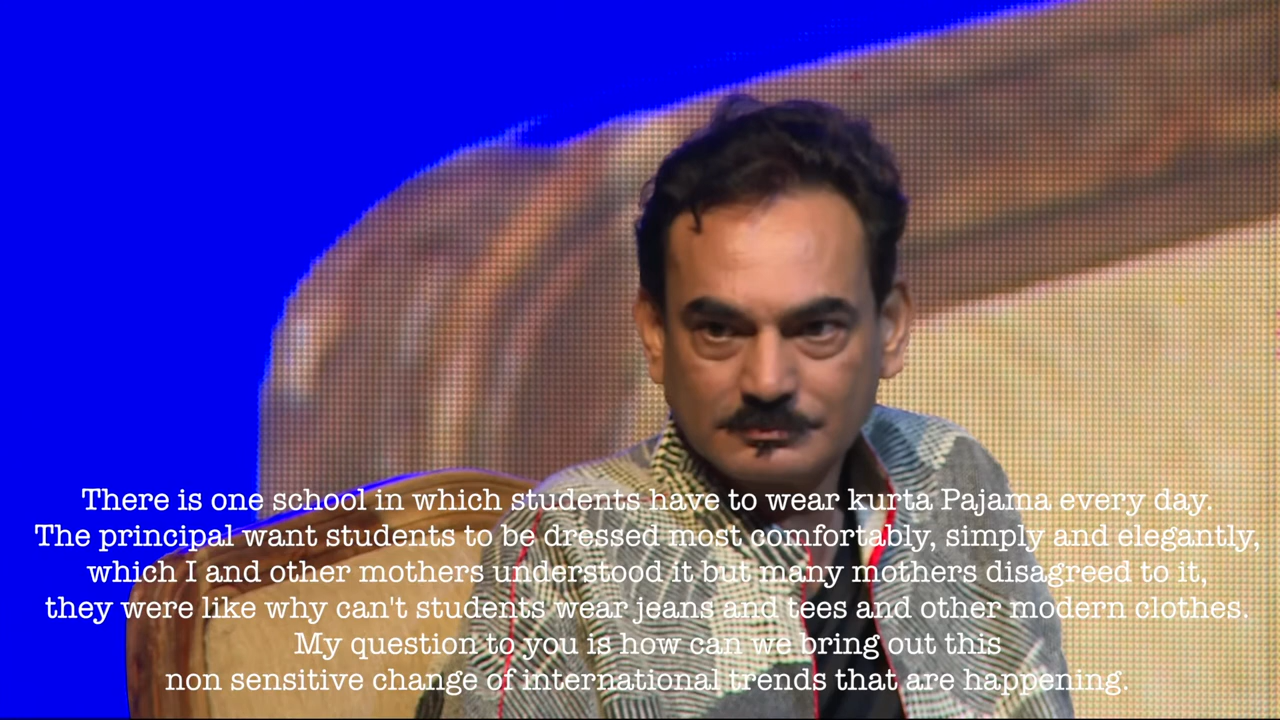 There is one school in which students have to wear kurta Pajama every day.
The principal want students to be dressed most comfortably, simply and elegantly,
which I and other mothers understood it but many mothers disagreed to it,
they were like why can't students wear jeans and tees and other modern clothes.
My question to you is how can we bring out this
non sensitive change of international trends that are happening.